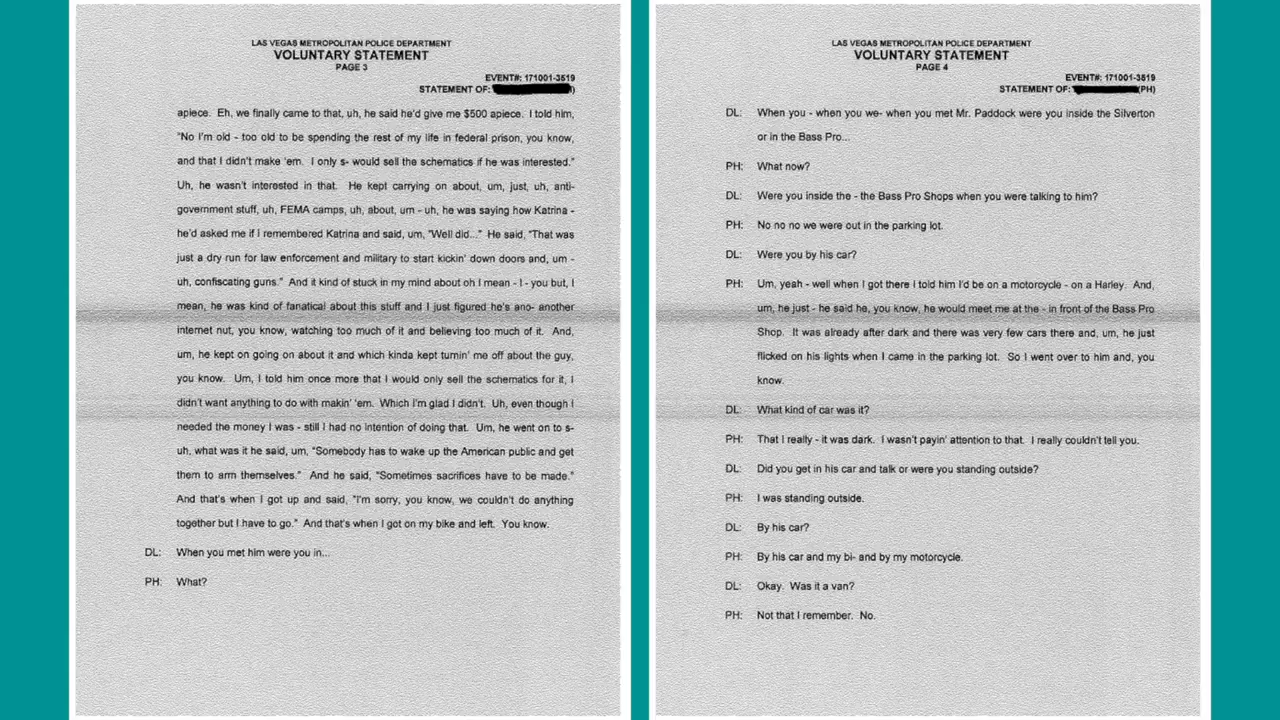 LAS VEGAS METROPOLITAN POLICE DEPARTMENT
VOLUNTARY STATEMENT
PAGE 3
EVENT#: 171001-3519
STATEMENT OF:
apiece. Eh, we finally came to that, uh, he said he'd give me $500 apiece. I told him,
"No I'm old - too old to be spending the rest of my life in federal prison, you know,
and that I didn't make 'em. I only s- would sell the schematics if he was interested."
Uh, he wasn't interested in that. He kept carrying on about, um, just, uh, anti-
government stuff, uh, FEMA camps, uh, about, um - uh, he was saying how Katrina -
he'd asked me if I remembered Katrina and said, um, "Well did..." He said, "That was
just a dry run for law enforcement and military to start kickin' down doors and, um -
uh, confiscating guns." And it kind of stuck in my mind about oh I mean - I - you but, I
mean, he was kind of fanatical about this stuff and I just figured he's ano- another
internet nut, you know, watching too much of it and believing too much of it. And,
um, he kept on going on about it and which kinda kept turnin' me off about the guy,
you know. Um, I told him once more that I would only sell the schematics for it, I
didn't want anything to do with makin' 'em. Which I'm glad I didn't. Uh, even though I
needed the money I was - still I had no intention of doing that. Um, he went on to s-
uh, what was it he said, um, "Somebody has to wake up the American public and get
them to arm themselves." And he said, "Sometimes sacrifices have to be made."
And that's when I got up and said, "I'm sorry, you know, we couldn't do anything
together but I have to go." And that's when I got on my bike and left. You know.
DL: When you met him were you in...
PH: What?
LAS VEGAS METROPOLITAN POLICE DEPARTMENT
VOLUNTARY STATEMENT
PAGE 4
EVENT#: 171001-3519
STATEMENT OF: (PH)
DL: When you - when you we- when you met Mr. Paddock were you inside the Silverton
or in the Bass Pro...
PH: What now?
DL: Were you inside the - the Bass Pro Shops when you were talking to him?
PH: No no no we were out in the parking lot.
DL: Were you by his car?
PH: Um, yeah - well when I got there I told him I'd be on a motorcycle - on a Harley. And,
um, he just - he said he, you know, he would meet me at the - in front of the Bass Pro
Shop. It was already after dark and there was very few cars there and, um, he just
flicked on his lights when I came in the parking lot. So I went over to him and, you
know.
DL: What kind of car was it?
PH: That I really - it was dark. I wasn't payin' attention to that. I really couldn't tell you.
DL: Did you get in his car and talk or were you standing outside?
PH: I was standing outside.
DL: By his car?
PH: By his car and my bi- and by my motorcycle.
DL: Okay. Was it a van?
PH: Not that I remember. No.